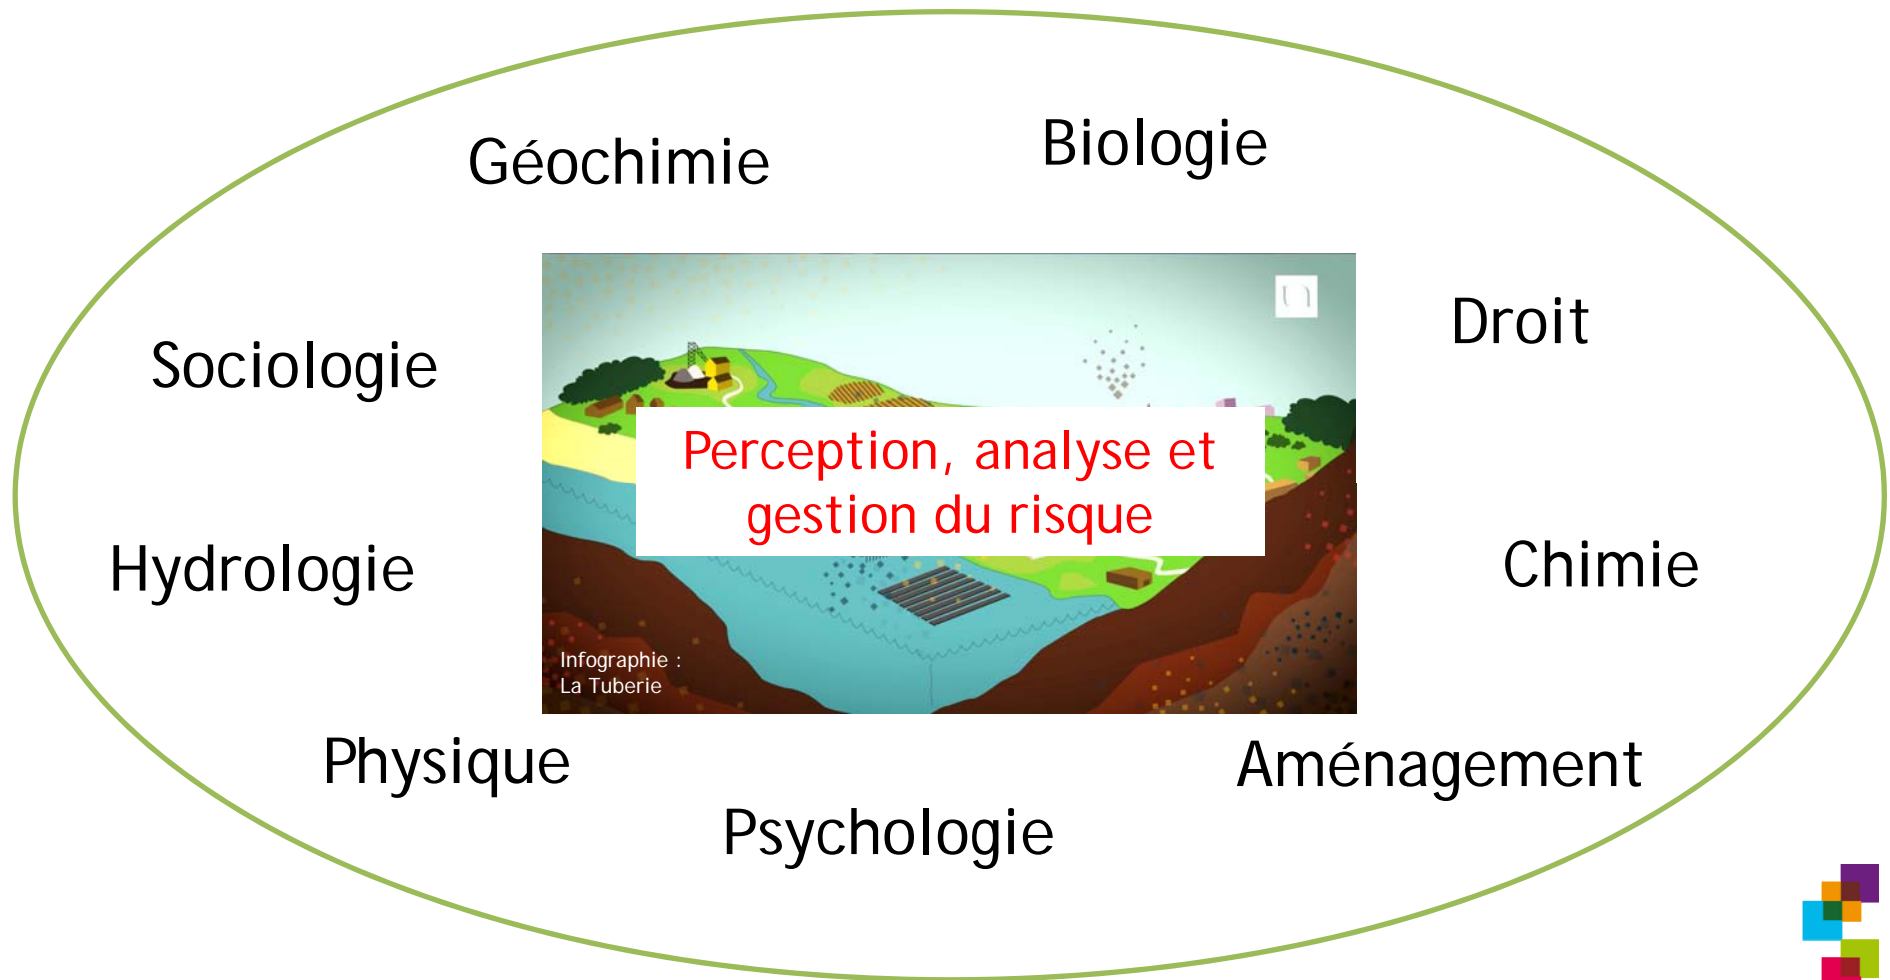 Géochimie
Biologie
Sociologie
Droit
Perception, analyse et
gestion du risque
Hydrologie
Chimie
Infographie :
La Tuberie
Physique
Aménagement
Psychologie